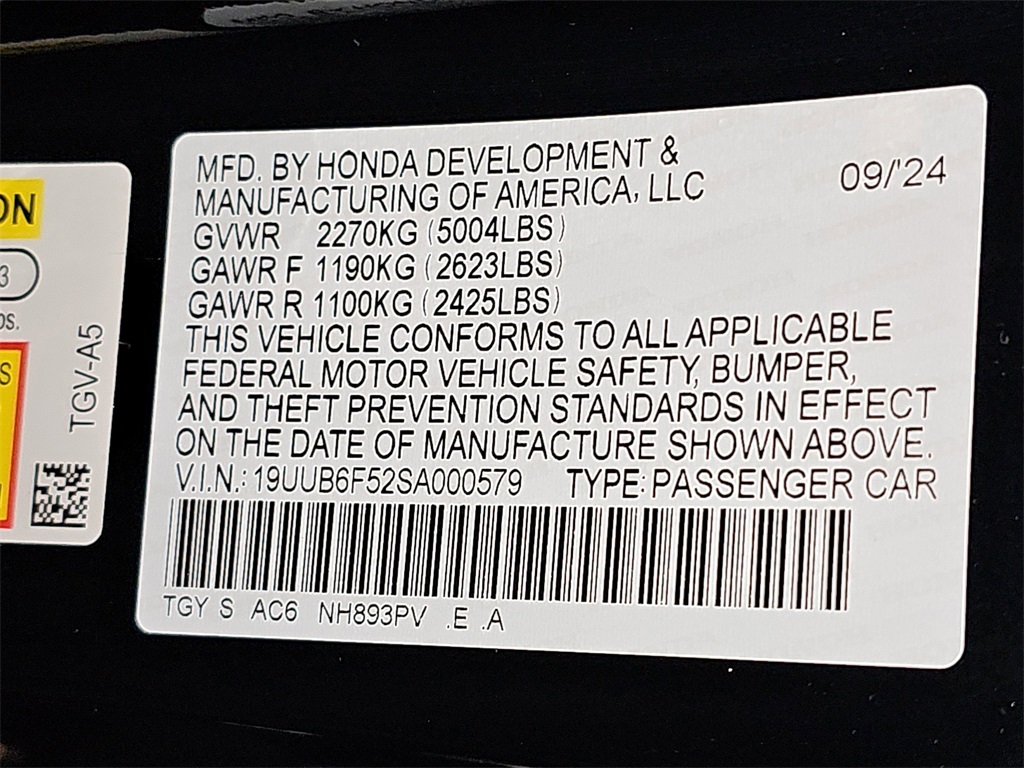 MFD. BY HONDA DEVELOPMENT &
MANUFACTURING OF AMERICA, LLC
09/'24
GVWR 2270KG (5004LBS)
GAWR F 1190KG (2623LBS)
GAWR R 1100KG (2425LBS)
THIS VEHICLE CONFORMS TO ALL APPLICABLE
FEDERAL MOTOR VEHICLE SAFETY, BUMPER,
AND THEFT PREVENTION STANDARDS IN EFFECT
ON THE DATE OF MANUFACTURE SHOWN ABOVE.
V.I.N.: 19UUB6F52SA000579 TYPE: PASSENGER CAR
TGY S AC6 NH893PV .E .A
TGV-A5